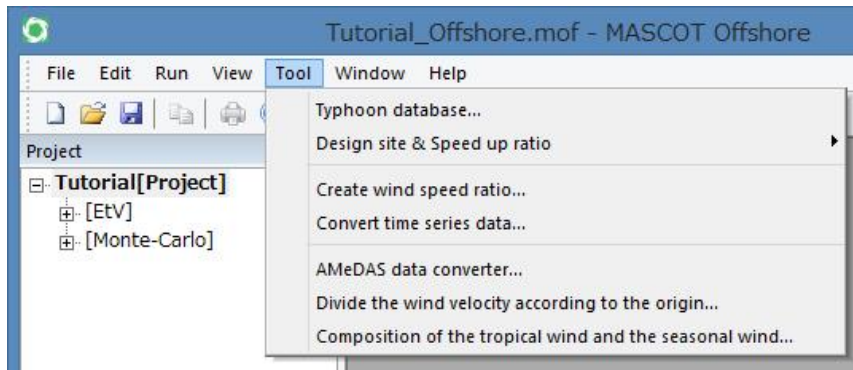 Tutorial_Offshore.mof - MASCOT Offshore
File Edit Run View Tool Window Help
Project
Tutorial[Project]
[EtV]
[Monte-Carlo]
Typhoon database...
Design site & Speed up ratio
Create wind speed ratio...
Convert time series data...
AMeDAS data converter...
Divide the wind velocity according to the origin...
Composition of the tropical wind and the seasonal wind...